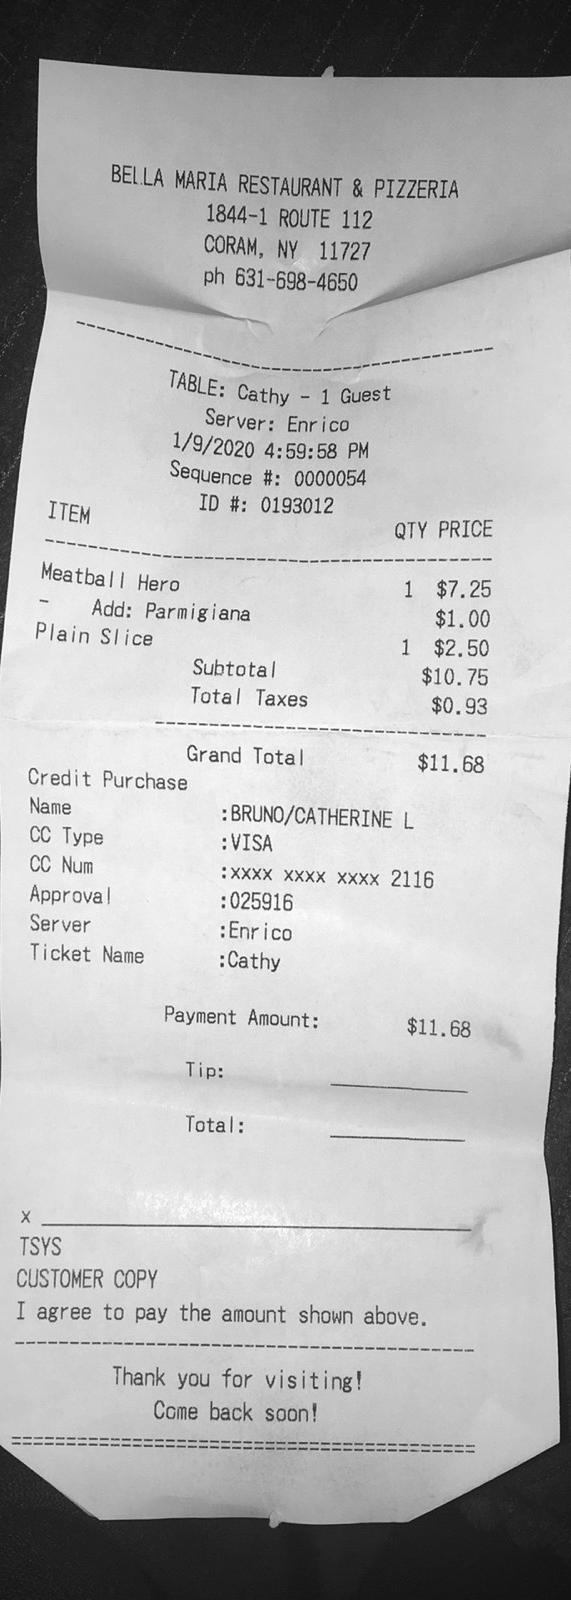 BELLA MARIA RESTAURANT & PIZZERIA
1844-1 ROUTE 112
CORAM, NY 11727
ph 631-698-4650
TABLE: Cathy - 1 Guest
Server: Enrico
1/9/2020 4:59:58 PM
Sequence #: 0000054
ID #: 0193012
ITEM QTY PRICE
Meatball Hero 1 $7.25
- Add: Parmigiana $1.00
Plain Slice 1 $2.50
Subtotal $10.75
Total Taxes $0.93
Grand Total $11.68
Credit Purchase
Name :BRUNO/CATHERINE L
CC Type :VISA
CC Num :xxxx xxxx xxxx 2116
Approval :025916
Server :Enrico
Ticket Name :Cathy
Payment Amount: $11.68
Tip:
Total:
x
TSYS
CUSTOMER COPY
I agree to pay the amount shown above.
Thank you for visiting!
Come back soon!